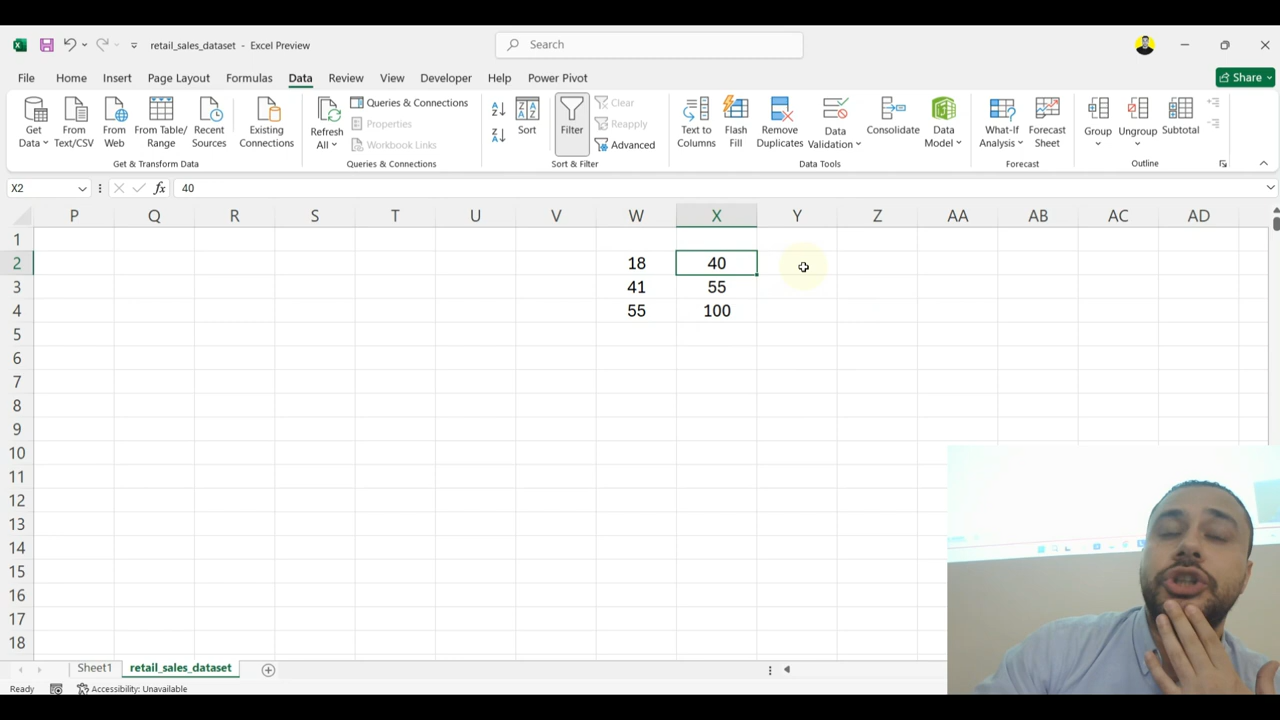 retail_sales_dataset - Excel Preview
Search
File Home Insert Page Layout Formulas Data Review View Developer Help Power Pivot
Share
Get Data
From Text/CSV
From Web
From Table/ Range
Recent Sources
Existing Connections
Get & Transform Data
Refresh All
Queries & Connections
Properties
Workbook Links
Queries & Connections
Sort
Filter
Clear
Reapply
Advanced
Sort & Filter
Text to Columns
Flash Fill
Remove Duplicates
Data Validation
Consolidate
Data Model
Data Tools
What-If Analysis
Forecast Sheet
Forecast
Group
Ungroup
Subtotal
Outline
X2 fx 40
P Q R S T U V W X Y Z AA AB AC AD
1
2 18 40
3 41 55
4 55 100
5
6
7
8
9
10
11
12
13
14
15
16
17
18
Sheet1 retail_sales_dataset
Ready Accessibility: Unavailable